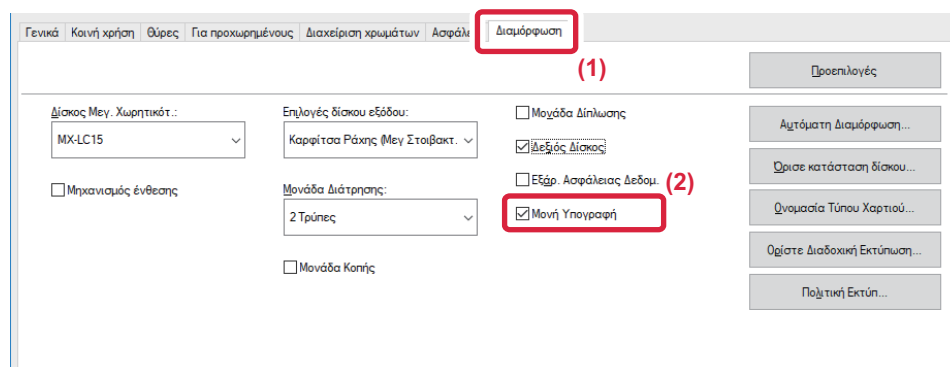 Γενικά Κοινή χρήση Θύρες Για προχωρημένους Διαχείριση χρωμάτων Ασφάλε Διαμόρφωση
(1)
Προεπιλογές
Δίσκος Μεγ. Χωρητικότ.: Επιλογές δίσκου εξόδου: Μονάδα Δίπλωσης
Αυτόματη Διαμόρφωση...
MX-LC15 Καρφίτσα Ράχης (Μεγ Στοιβακτ. Δεξιός Δίσκος
Όρισε κατάσταση δίσκου...
Μηχανισμός ένθεσης Μονάδα Διάτρησης: Εξάρ. Ασφάλειας Δεδομ. (2)
2 Τρύπες Μονή Υπογραφή Ονομασία Τύπου Χαρτιού...
Ορίστε Διαδοχική Εκτύπωση...
Μονάδα Κοπής
Πολιτική Εκτύπ...